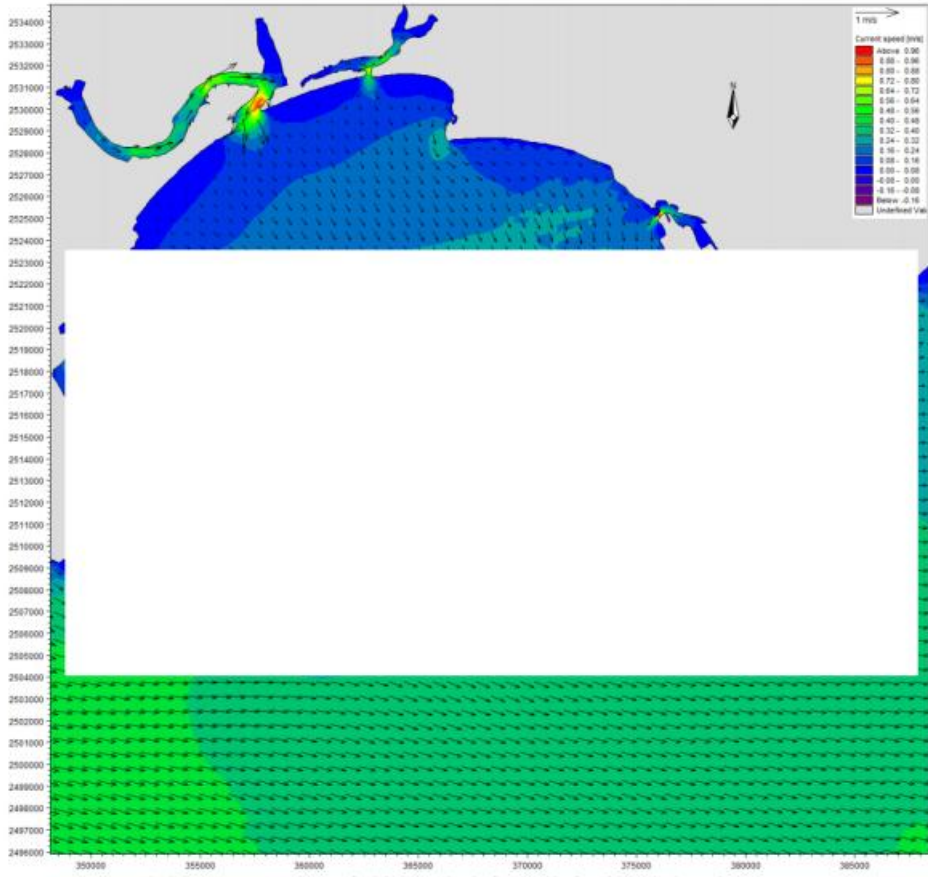 1 m/s
Current speed [m/s]
Above 0.96
0.88 - 0.96
0.80 - 0.88
0.72 - 0.80
0.64 - 0.72
0.56 - 0.64
0.48 - 0.56
0.40 - 0.48
0.32 - 0.40
0.24 - 0.32
0.16 - 0.24
0.08 - 0.16
0.00 - 0.08
-0.08 - 0.00
-0.16 - -0.08
Below -0.16
Undefined Val
N
2534000
2533000
2532000
2531000
2530000
2529000
2528000
2527000
2526000
2525000
2524000
2523000
2522000
2521000
2520000
2519000
2518000
2517000
2516000
2515000
2514000
2513000
2512000
2511000
2510000
2509000
2508000
2507000
2506000
2505000
2504000
2503000
2502000
2501000
2500000
2499000
2498000
2497000
2496000
350000 355000 360000 365000 370000 375000 380000 385000